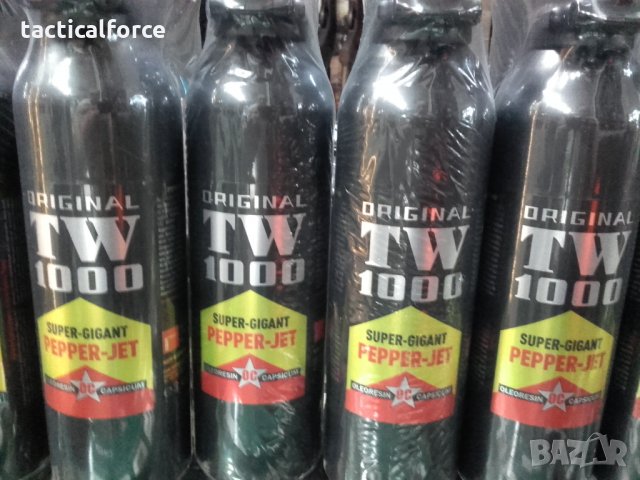 tacticalforce
ORIGINAL
TW
1000
SUPER-GIGANT
PEPPER-JET
OLEORESIN OC CAPSICUM
ORIGINAL
TW
1000
SUPER-GIGANT
PEPPER-JET
OLEORESIN OC CAPSICUM
ORIGINAL
TW
1000
SUPER-GIGANT
PEPPER-JET
OLEORESIN OC CAPSICUM
ORIGINAL
TW
1000
SUPER-GIGANT
PEPPER-JET
OLEORESIN OC CAPSICUM
BAZAR